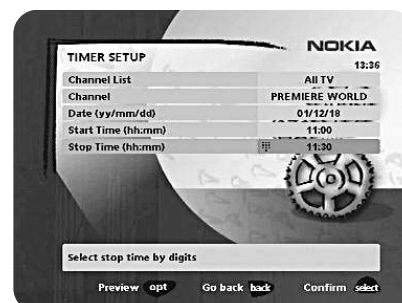 NOKIA
TIMER SETUP
13:36
Channel List All TV
Channel PREMIERE WORLD
Date (yy/mm/dd) 01/12/18
Start Time (hh:mm) 11:00
Stop Time (hh:mm) 11:30
Select stop time by digits
Preview opt Go back back Confirm select